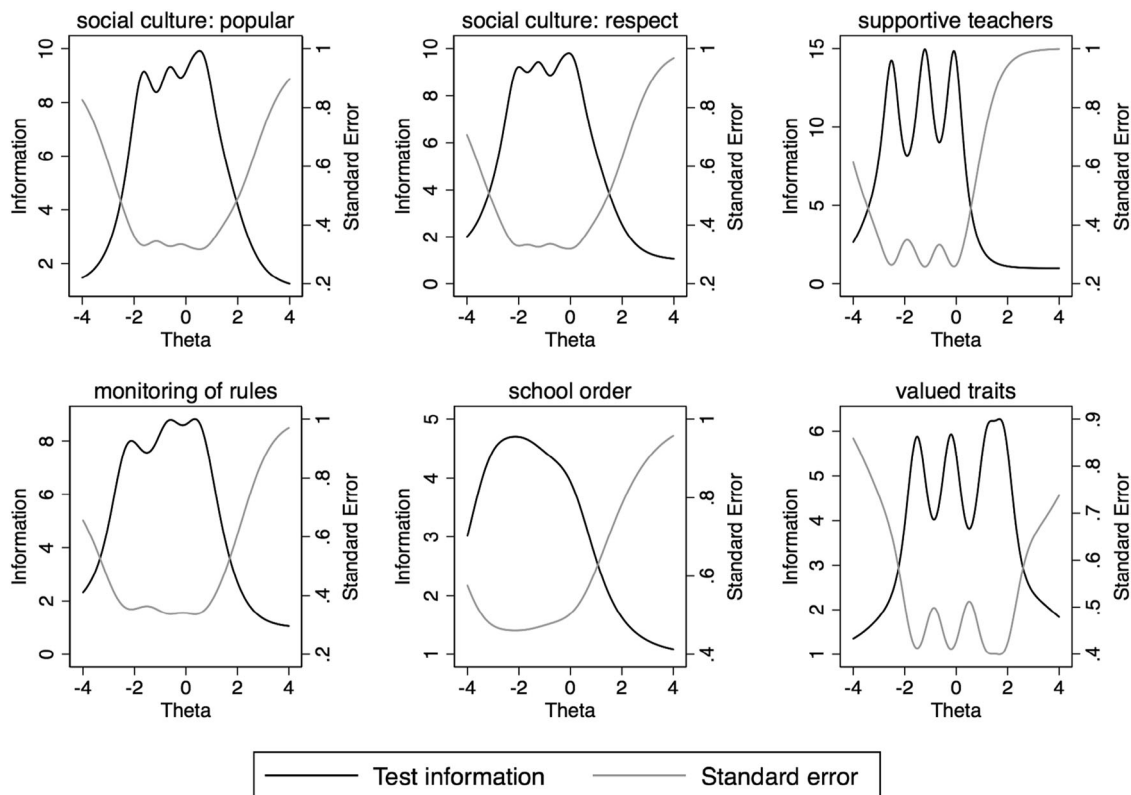 social culture: popular
10
8
6
4
2
Information
1
.8
.6
.4
.2
Standard Error
-4 -2 0 2 4
Theta
social culture: respect
10
8
6
4
2
0
Information
1
.8
.6
.4
.2
Standard Error
-4 -2 0 2 4
Theta
supportive teachers
15
10
5
0
Information
1
.8
.6
.4
.2
Standard Error
-4 -2 0 2 4
Theta
monitoring of rules
8
6
4
2
0
Information
1
.8
.6
.4
.2
Standard Error
-4 -2 0 2 4
Theta
school order
5
4
3
2
1
Information
1
.8
.6
.4
Standard Error
-4 -2 0 2 4
Theta
valued traits
6
5
4
3
2
1
Information
.9
.8
.7
.6
.5
.4
Standard Error
-4 -2 0 2 4
Theta
Test information
Standard error